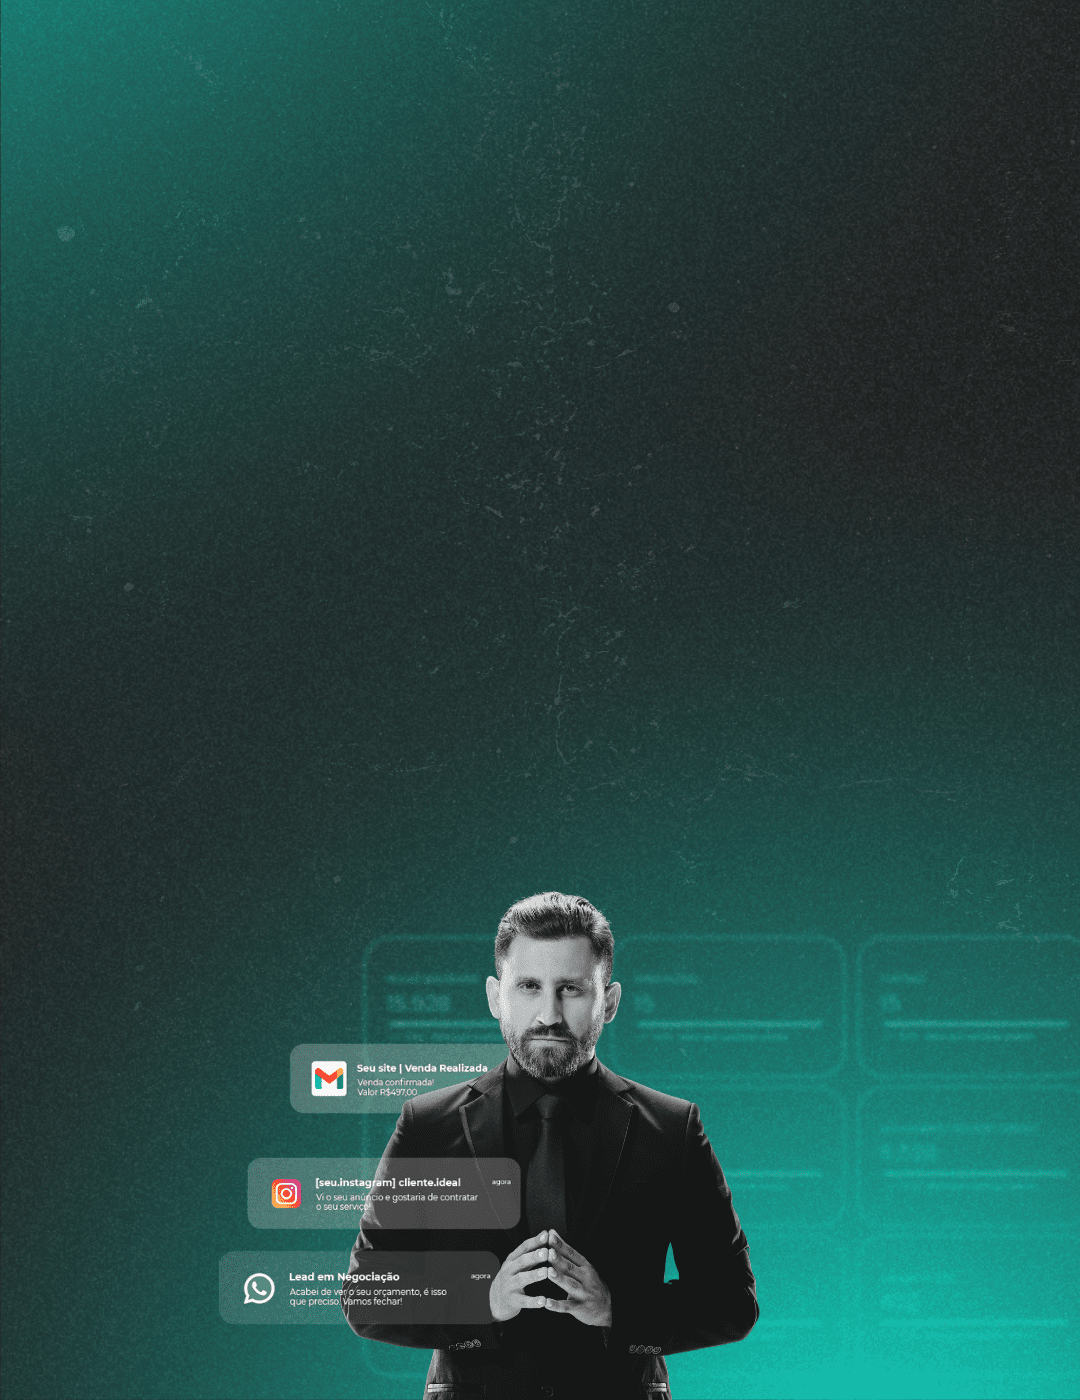 Seu site | Venda Realizada
Venda confirmada!
Valor R$497,00
[seu.instagram] cliente.ideal
agora
Vi o seu anúncio e gostaria de contratar
o seu serviço!
Lead em Negociação
agora
Acabei de ver o seu orçamento, é isso
que preciso. Vamos fechar!